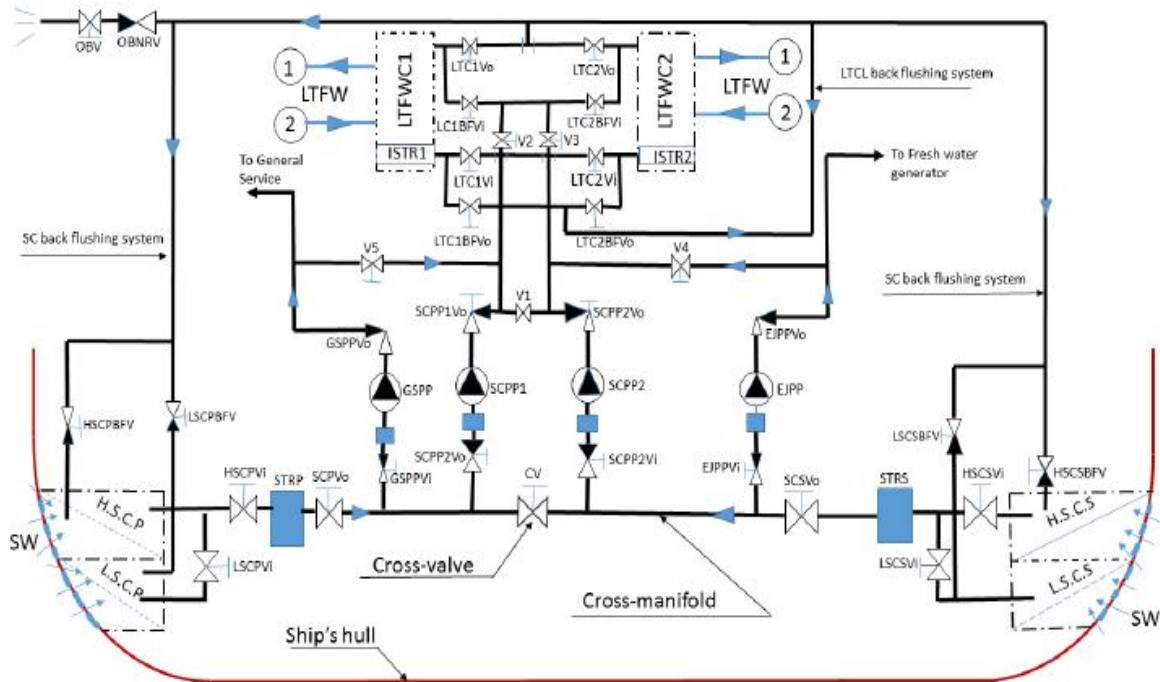 OBV
OBNRV
1
LTFW
2
LTFWC1
ISTR1
LTC1Vo
LTC2Vo
LC1BFVi
LTC2BFVi
V2
V3
LTC1Vi
LTC2Vi
LTC1BFVo
LTC2BFVo
LTFWC2
ISTR2
1
LTFW
2
LTCL back flushing system
To General
Service
To Fresh water
generator
SC back flushing system
V5
V4
SC back flushing system
SCPP1Vo
V1
SCPP2Vo
GSPPVo
EJPPVo
GSPP
SCPP1
SCPP2
EJPP
HSCPBFV
LSCPBFV
LSCSBFV
HSCSBFV
SCPP2Vo
GSPPVi
SCPP2Vi
EJPPVi
HSCPVi
STRP
SCPVo
CV
SCSVo
STRS
HSCSVi
H.S.C.P
SW
L.S.C.P
LSCPVi
LSCSVi
H.S.C.S
L.S.C.S
SW
Cross-valve
Cross-manifold
Ship's hull